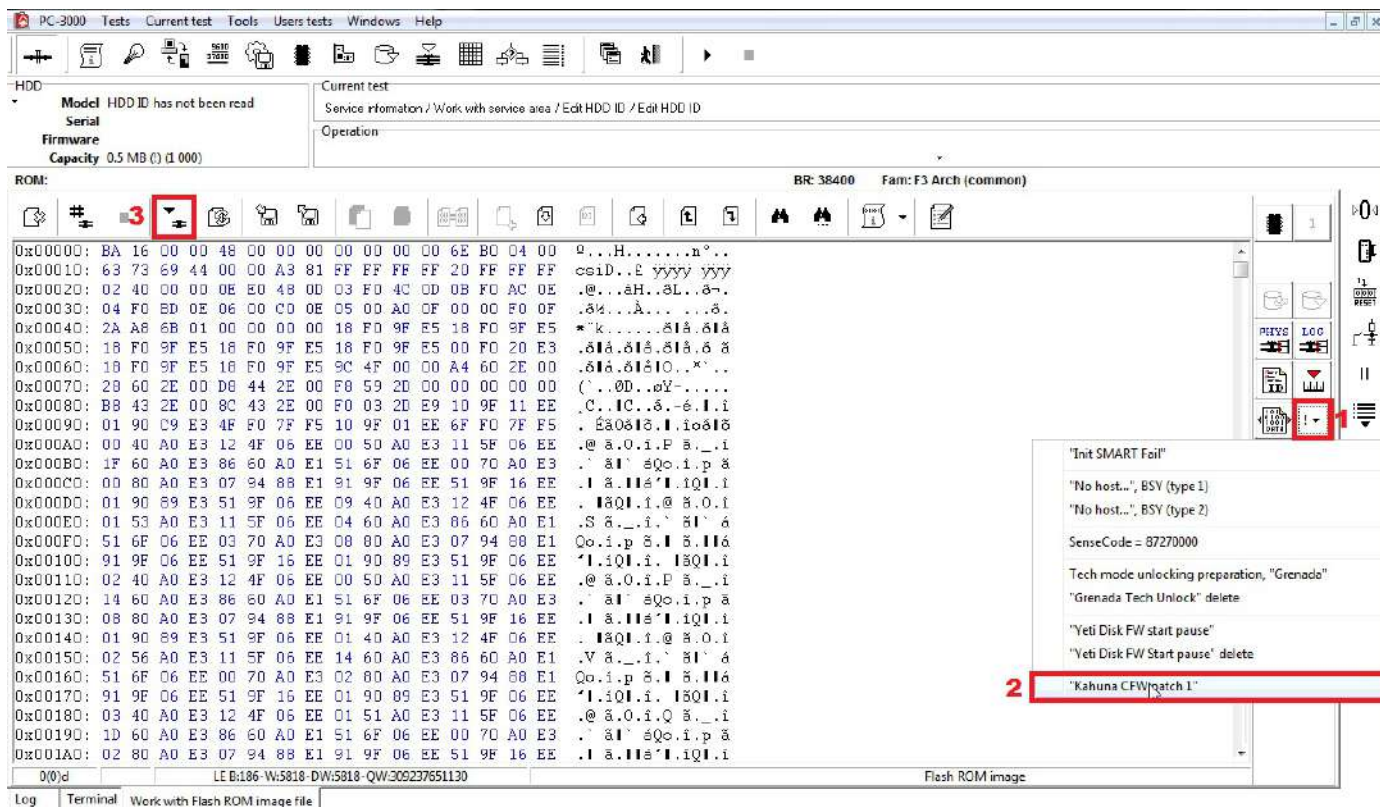 PC-3000 Tests Current test Tools Users tests Windows Help
HDD
Model HDD ID has not been read
Serial
Firmware
Capacity 0.5 MB (!) (1 000)
Current test
Service information / Work with service area / Edit HDD ID / Edit HDD ID
Operation
ROM: BR: 38400 Fam: F3 Arch (common)
3
0x00000: BA 16 00 00 48 00 00 00 00 00 00 00 6E B0 04 00 º...H.......n°..
0x00010: 63 73 69 44 00 00 A3 81 FF FF FF FF 20 FF FF FF
0x00020: 02 40 00 00 0E E0 48 0D 03 F0 4C 0D 0B F0 AC 0E
0x00030: 04 F0 BD 0E 06 00 C0 0E 05 00 A0 0F 00 00 F0 0F
0x00040: 2A A8 6B 01 00 00 00 00 18 F0 9F E5 18 F0 9F E5
0x00050: 18 F0 9F E5 18 F0 9F E5 18 F0 9F E5 00 F0 20 E3
0x00060: 18 F0 9F E5 18 F0 9F E5 9C 4F 00 00 A4 60 2E 00
0x00070: 28 60 2E 00 D8 44 2E 00 F8 59 2D 00 00 00 00 00
0x00080: B8 43 2E 00 8C 43 2E 00 F0 03 2D E9 10 9F 11 EE
0x00090: 01 90 C9 E3 4F F0 7F F5 10 9F 01 EE 6F F0 7F F5
0x000A0: 00 40 A0 E3 12 4F 06 EE 00 50 A0 E3 11 5F 06 EE
0x000B0: 1F 60 A0 E3 86 60 A0 E1 51 6F 06 EE 00 70 A0 E3
0x000C0: 00 80 A0 E3 07 94 88 E1 91 9F 06 EE 51 9F 16 EE
0x000D0: 01 90 89 E3 51 9F 06 EE 09 40 A0 E3 12 4F 06 EE
0x000E0: 01 53 A0 E3 11 5F 06 EE 04 60 A0 E3 86 60 A0 E1
0x000F0: 51 6F 06 EE 03 70 A0 E3 08 80 A0 E3 07 94 88 E1
0x00100: 91 9F 06 EE 51 9F 16 EE 01 90 89 E3 51 9F 06 EE
0x00110: 02 40 A0 E3 12 4F 06 EE 00 50 A0 E3 11 5F 06 EE
0x00120: 14 60 A0 E3 86 60 A0 E1 51 6F 06 EE 03 70 A0 E3
0x00130: 08 80 A0 E3 07 94 88 E1 91 9F 06 EE 51 9F 16 EE
0x00140: 01 90 89 E3 51 9F 06 EE 01 40 A0 E3 12 4F 06 EE
0x00150: 02 56 A0 E3 11 5F 06 EE 14 60 A0 E3 86 60 A0 E1
0x00160: 51 6F 06 EE 00 70 A0 E3 02 80 A0 E3 07 94 88 E1
0x00170: 91 9F 06 EE 51 9F 16 EE 01 90 89 E3 51 9F 06 EE
0x00180: 03 40 A0 E3 12 4F 06 EE 01 51 A0 E3 11 5F 06 EE
0x00190: 1D 60 A0 E3 86 60 A0 E1 51 6F 06 EE 00 70 A0 E3
0x001A0: 02 80 A0 E3 07 94 88 E1 91 9F 06 EE 51 9F 16 EE
PHYS LOG
RESET
ID
DATA
1
"Init SMART Fail"
"No host...", BSY (type 1)
"No host...", BSY (type 2)
SenseCode = 87270000
Tech mode unlocking preparation, "Grenada"
"Grenada Tech Unlock" delete
"Yeti Disk FW start pause"
"Yeti Disk FW Start pause" delete
2
"Kahuna CFW patch 1"
0(0)d LE B:186-W:5818-DW:5818-QW:309237651130 Flash ROM image
Log Terminal Work with Flash ROM image file